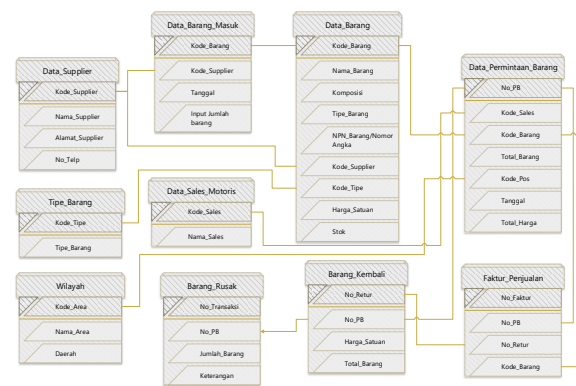 Data_Supplier
Kode_Supplier
Nama_Supplier
Alamat_Supplier
No_Telp
Data_Barang_Masuk
Kode_Barang
Kode_Supplier
Tanggal
Input Jumlah
barang
Data_Barang
Kode_Barang
Nama_Barang
Komposisi
Tipe_Barang
NPN_Barang/Nomor
Angka
Kode_Supplier
Kode_Tipe
Harga_Satuan
Stok
Data_Permintaan_Barang
No_PB
Kode_Sales
Kode_Barang
Total_Barang
Kode_Pos
Tanggal
Total_Harga
Tipe_Barang
Kode_Tipe
Tipe_Barang
Data_Sales_Motoris
Kode_Sales
Nama_Sales
Wilayah
Kode_Area
Nama_Area
Daerah
Barang_Rusak
No_Transaksi
No_PB
Jumlah_Barang
Keterangan
Barang_Kembali
No_Retur
No_PB
Harga_Satuan
Total_Barang
Faktur_Penjualan
No_Faktur
No_PB
No_Retur
Kode_Barang